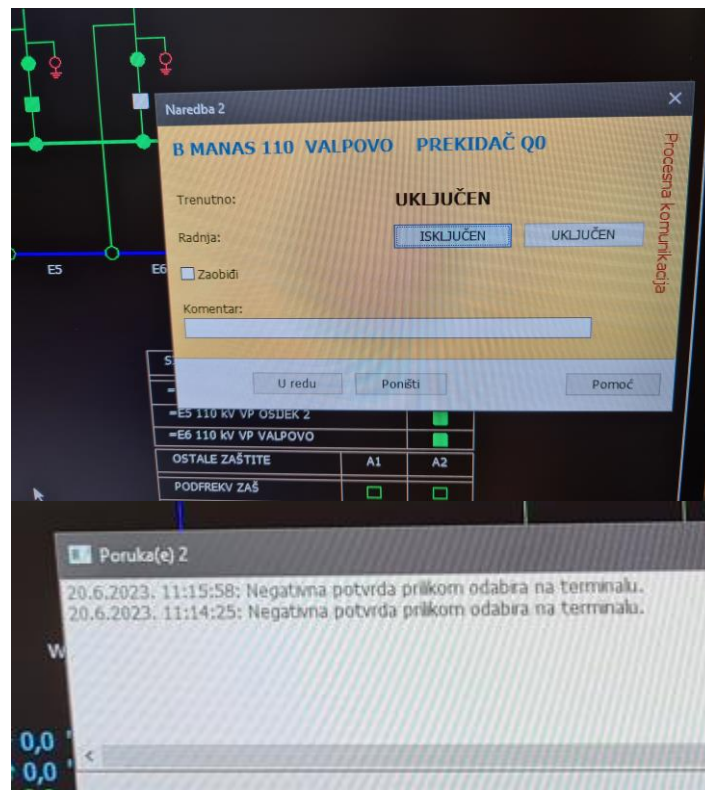 Naredba 2
B MANAS 110 VALPOVO PREKIDAČ Q0
Procesna komunikacija
Trenutno: UKLJUČEN
Radnja: ISKLJUČEN UKLJUČEN
Zaobiđi
Komentar:
E5
U redu Poništi Pomoć
=E5 110 kV VP OSIJEK 2
=E6 110 kV VP VALPOVO
OSTALE ZAŠTITE A1 A2
PODFREKV ZAŠ
Poruka(e) 2
20.6.2023. 11:15:58: Negativna potvrda prilikom odabira na terminalu.
20.6.2023. 11:14:25: Negativna potvrda prilikom odabira na terminalu.
0,0
0,0